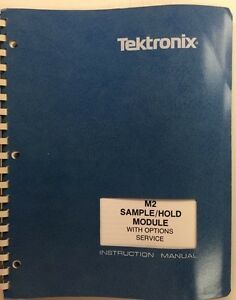 Tektronix
M2
SAMPLE/HOLD
MODULE
WITH OPTIONS
SERVICE
INSTRUCTION MANUAL